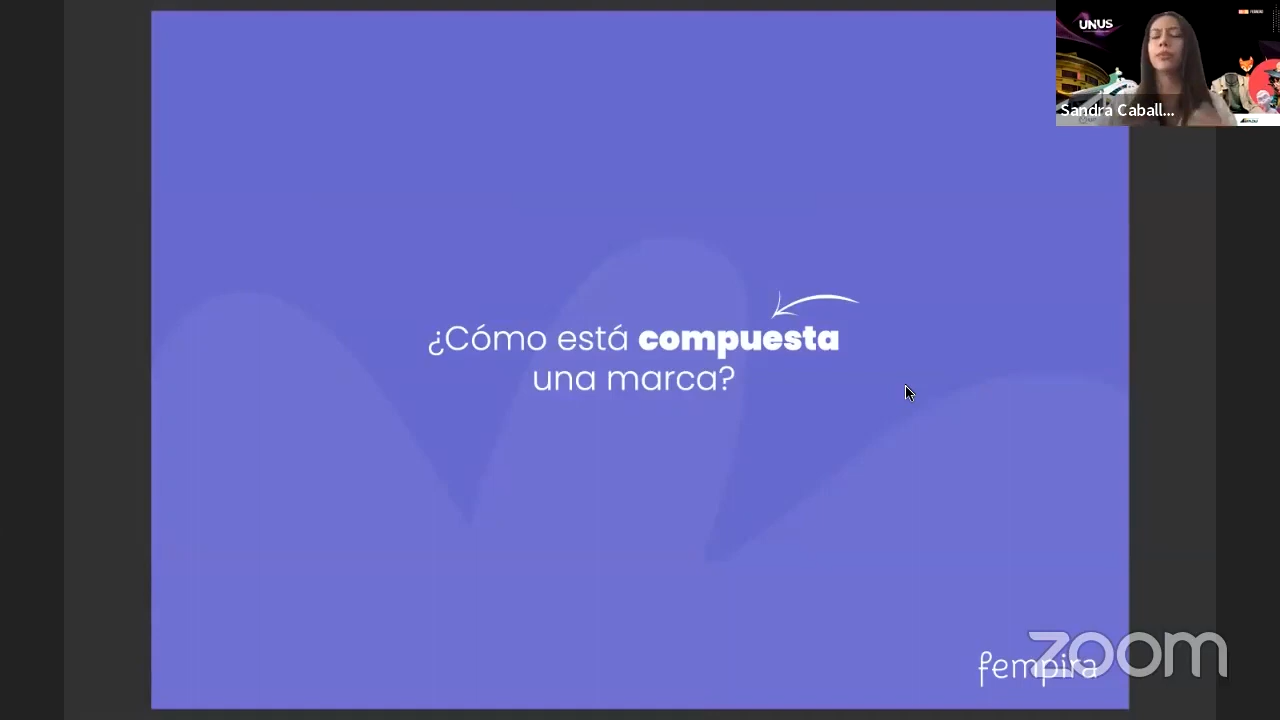 UNUS
Sandra Caball...
¿Cómo está compuesta
una marca?
fempira
zoom